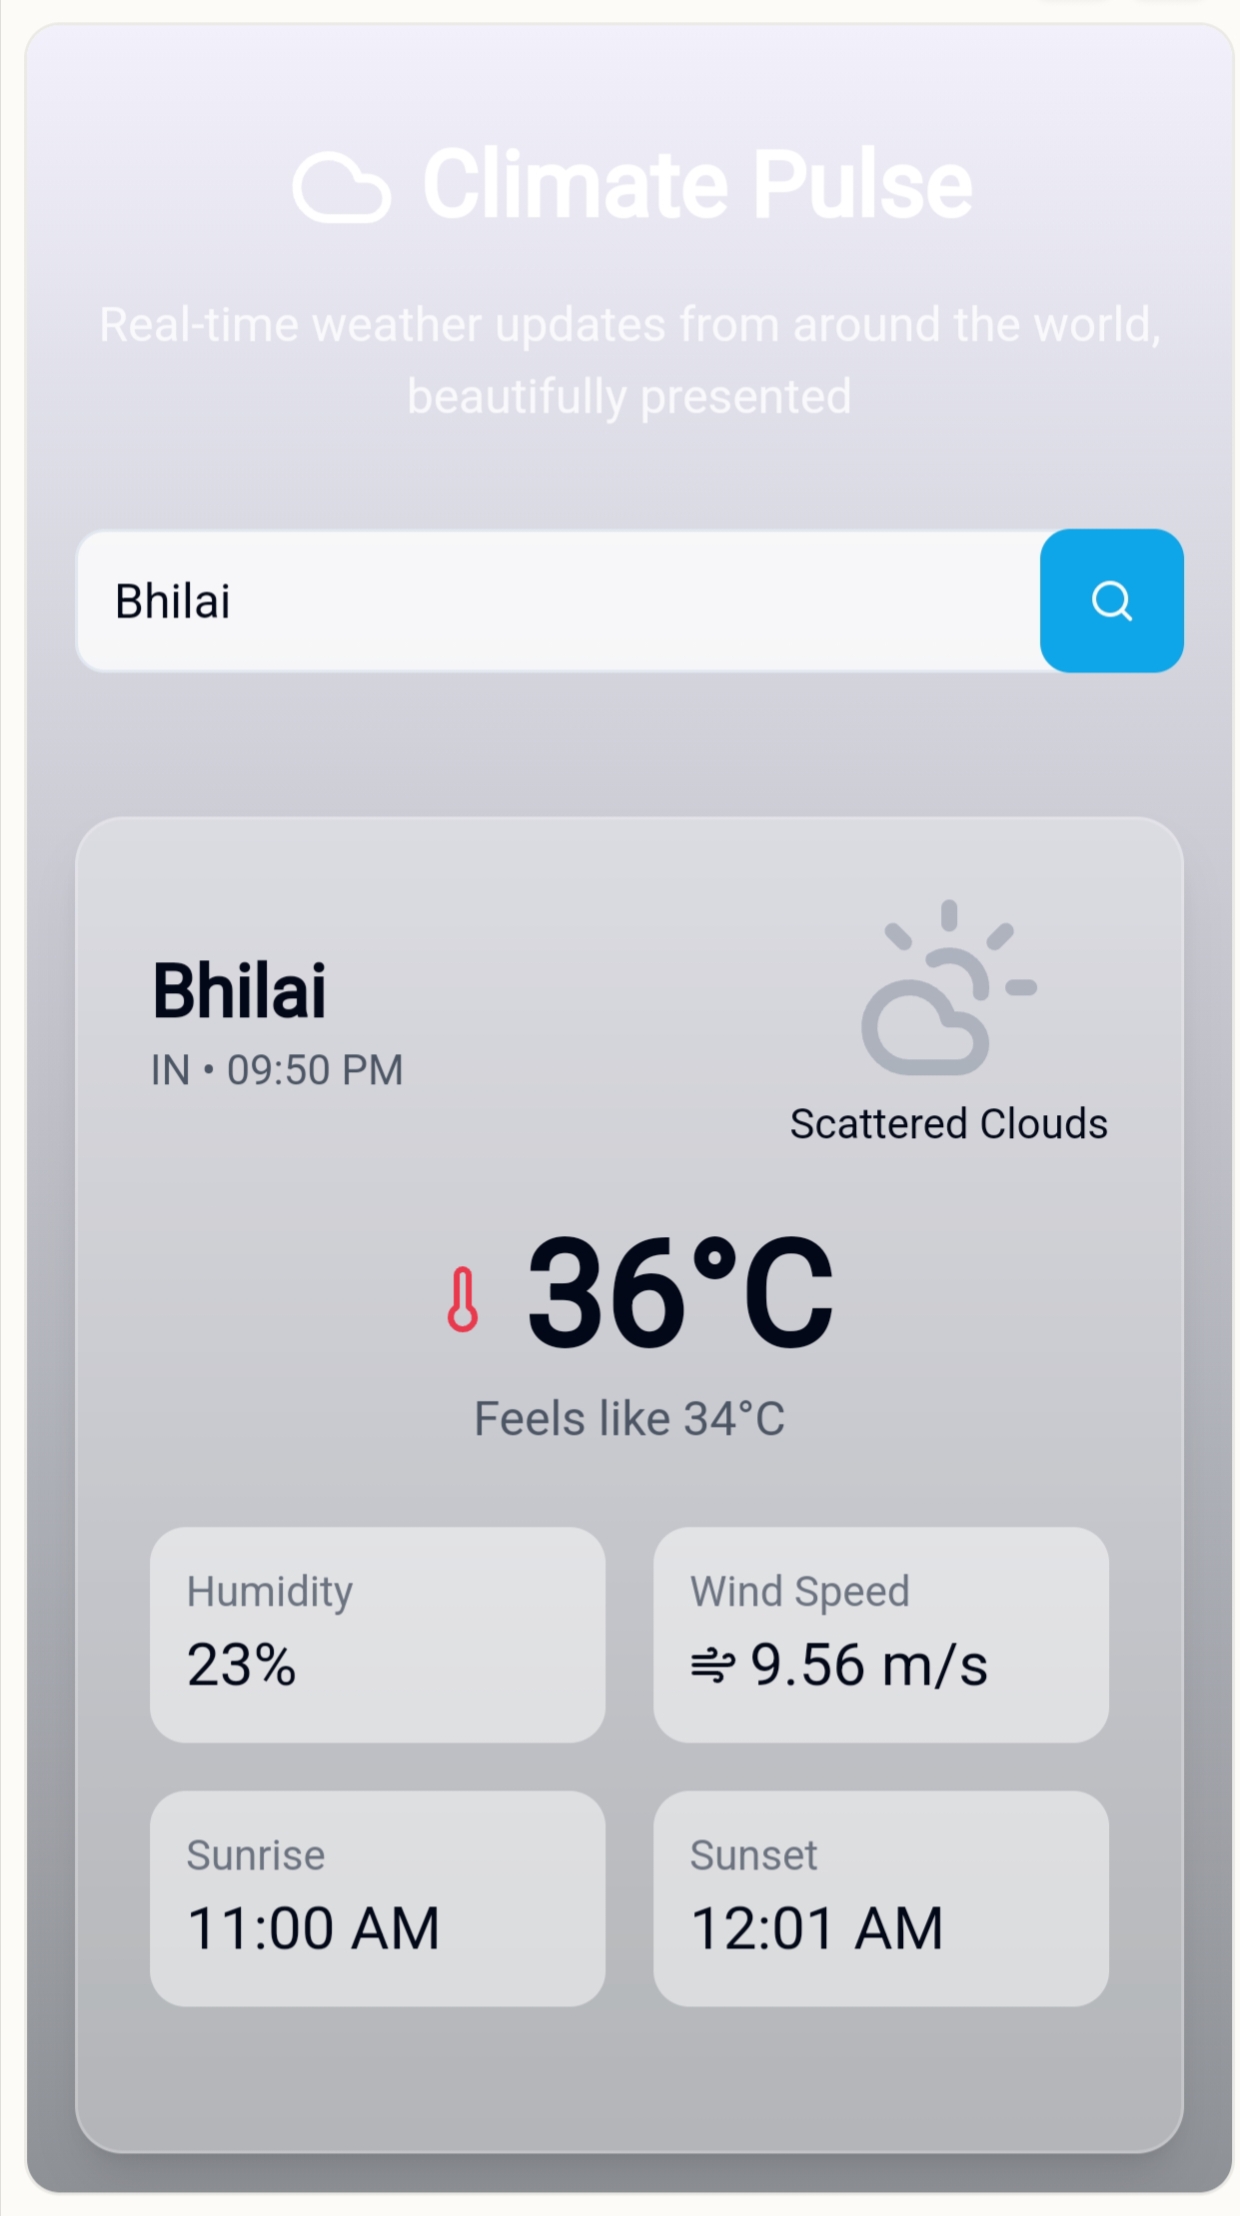 Climate Pulse
Real-time weather updates from around the world,
beautifully presented
Bhilai
Bhilai
IN • 09:50 PM
Scattered Clouds
36°C
Feels like 34°C
Humidity
23%
Wind Speed
9.56 m/s
Sunrise
11:00 AM
Sunset
12:01 AM